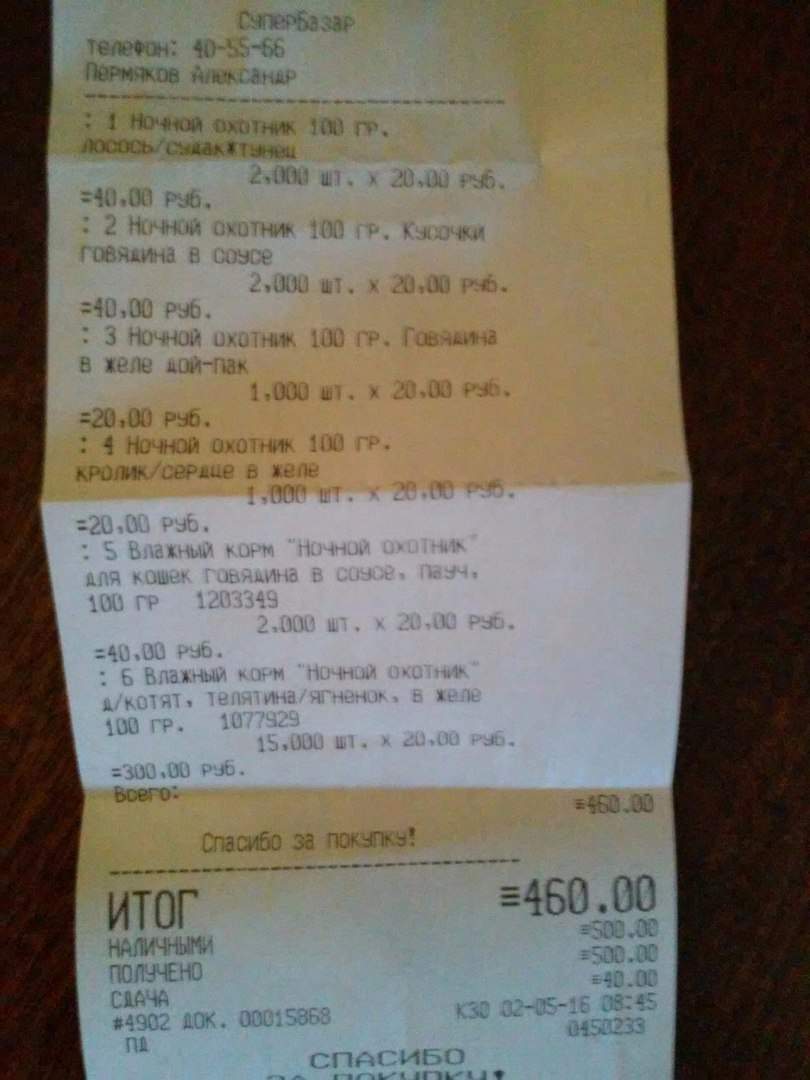 СуперБазар
Телефон: 40-55-66
Пермяков Александр
: 1 Ночной охотник 100 гр.
лосось/судак*тунец
2,000 шт. x 20,00 руб.
=40,00 руб.
: 2 Ночной охотник 100 гр. Кусочки
говядина в соусе
2,000 шт. x 20,00 руб.
=40,00 руб.
: 3 Ночной охотник 100 гр. Говядина
в желе дой-пак
1,000 шт. x 20,00 руб.
=20,00 руб.
: 4 Ночной охотник 100 гр.
кролик/сердце в желе
1,000 шт. x 20,00 руб.
=20,00 руб.
: 5 Влажный корм "Ночной охотник"
для кошек говядина в соусе, пауч,
100 гр 1203349
2,000 шт. x 20,00 руб.
=40,00 руб.
: 6 Влажный корм "Ночной охотник"
д/котят, телятина/ягненок, в желе
100 гр. 1077929
15,000 шт. x 20,00 руб.
=300,00 руб.
Всего:
≡460.00
Спасибо за покупку!
ИТОГ ≡460.00
НАЛИЧНЫМИ ≡500.00
ПОЛУЧЕНО ≡500.00
СДАЧА ≡40.00
#4902 ДОК. 00015868 КЗ0 02-05-16 08:45
ПД 0450233
СПАСИБО
ЗА ПОКУПКУ!